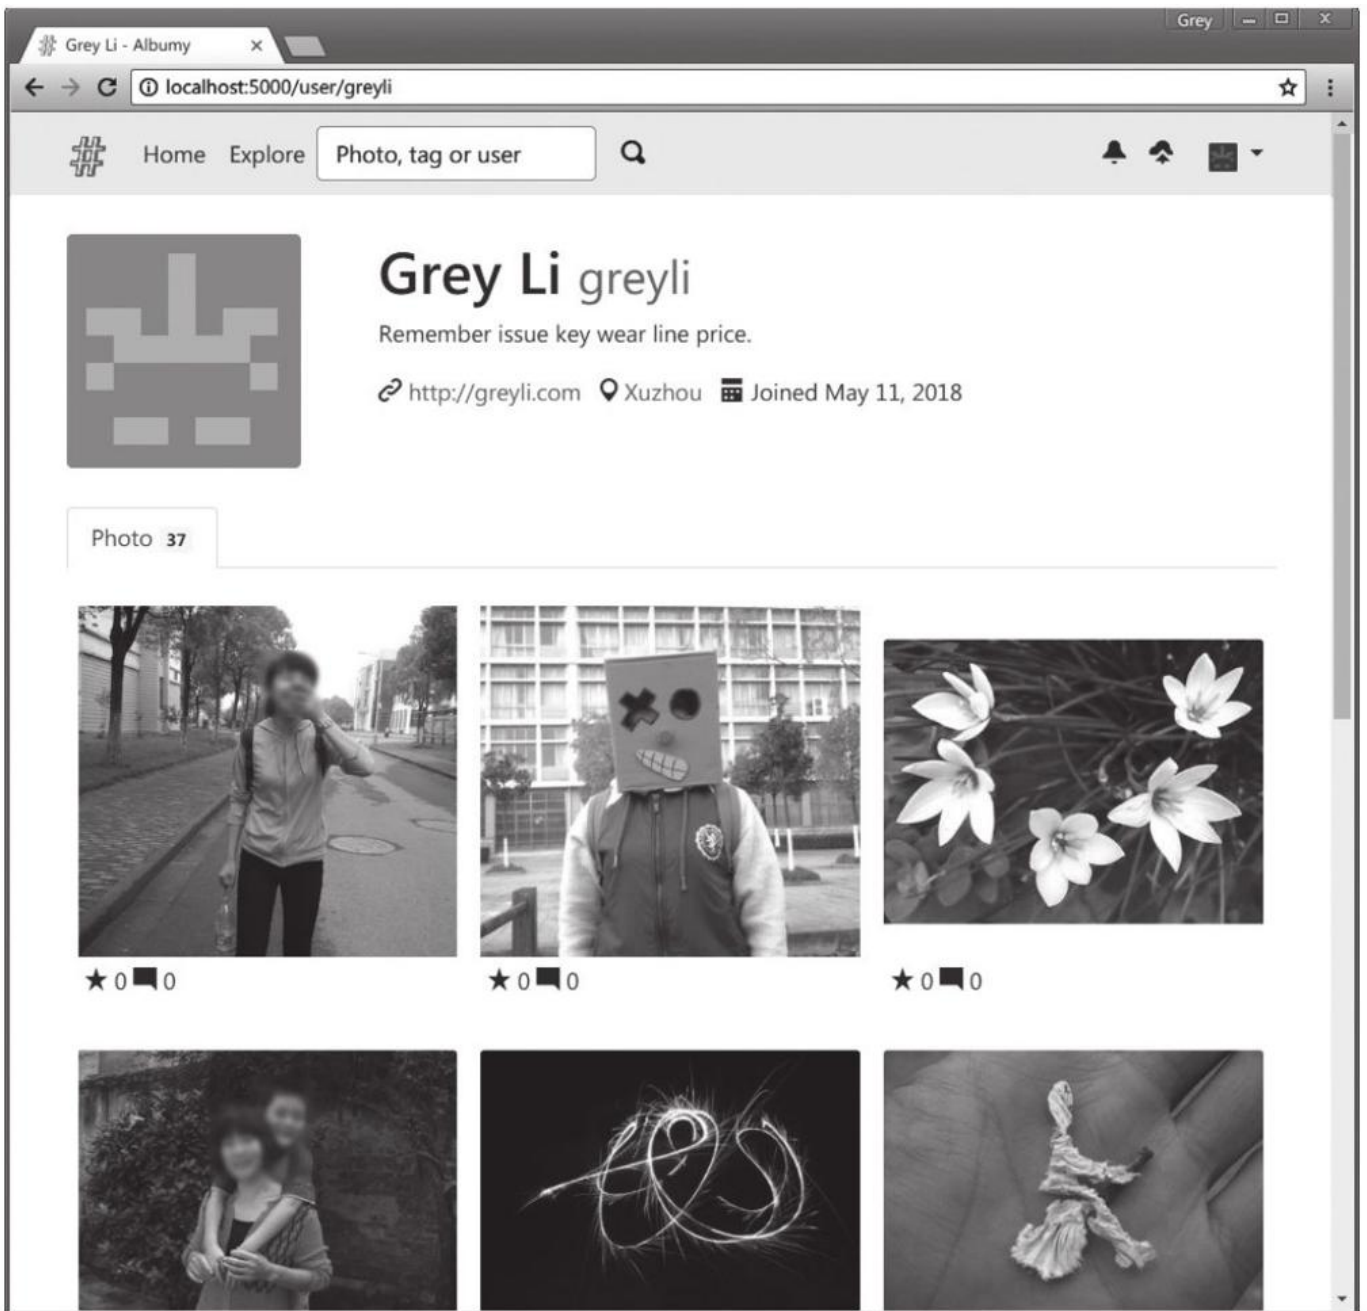 Grey
Grey Li - Albumy
localhost:5000/user/greyli
Home Explore Photo, tag or user
Grey Li greyli
Remember issue key wear line price.
http://greyli.com Xuzhou Joined May 11, 2018
Photo 37
0 0
0 0
0 0